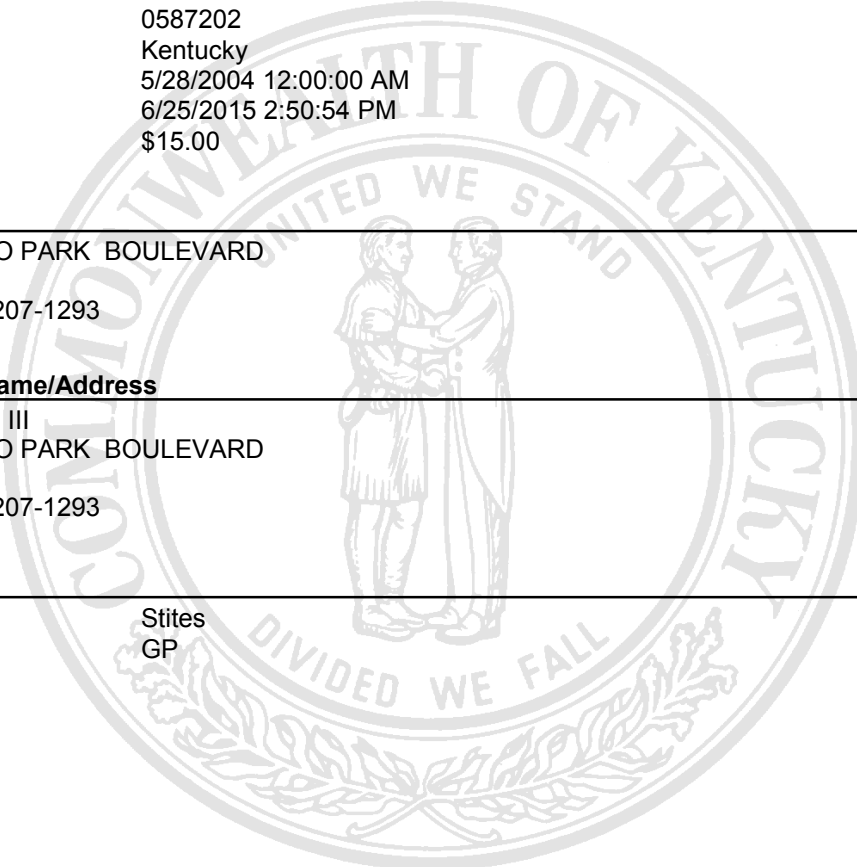 0587202
Kentucky
5/28/2004 12:00:00 AM
6/25/2015 2:50:54 PM
$15.00
O PARK BOULEVARD
207-1293
ame/Address
III
O PARK BOULEVARD
207-1293
Stites
GP
COMMONWEALTH OF KENTUCKY
UNITED WE STAND
DIVIDED WE FALL